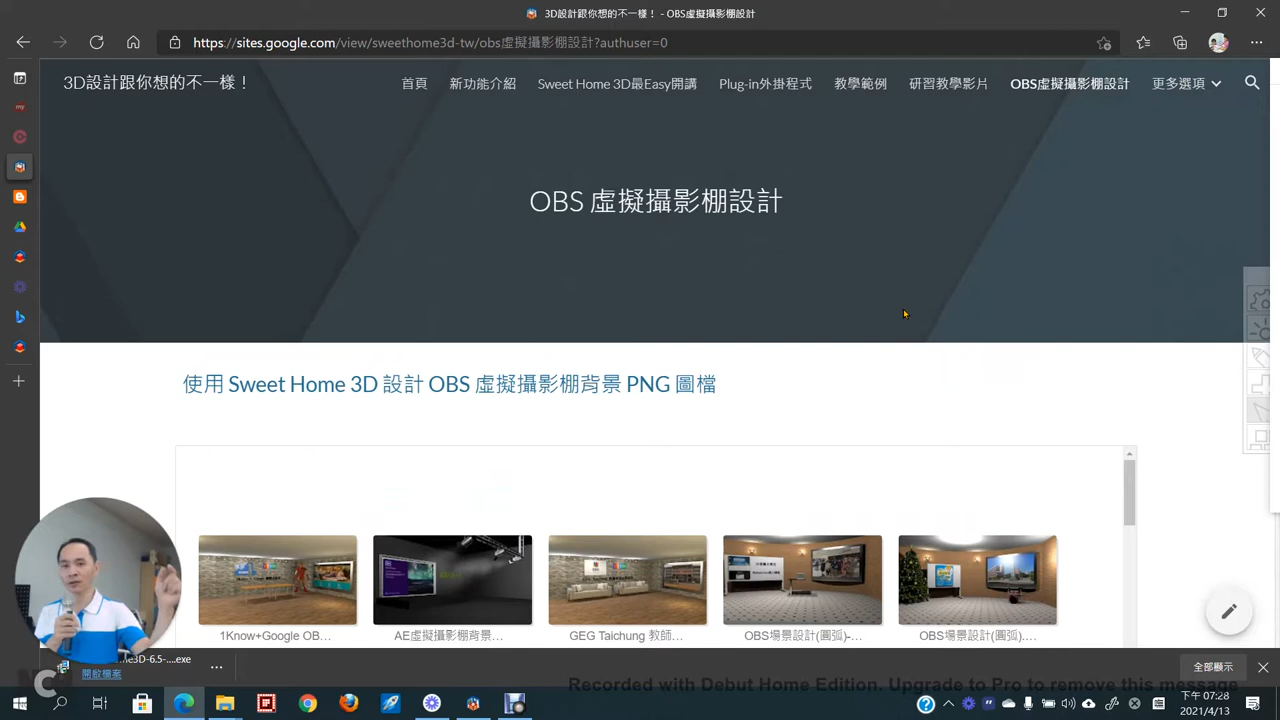 3D設計跟你想的不一樣！ - OBS虛擬攝影棚設計
https://sites.google.com/view/sweethome3d-tw/obs虛擬攝影棚設計?authuser=0
3D設計跟你想的不一樣！
首頁
新功能介紹
Sweet Home 3D最Easy開講
Plug-in外掛程式
教學範例
研習教學影片
OBS虛擬攝影棚設計
更多選項
OBS 虛擬攝影棚設計
使用 Sweet Home 3D 設計 OBS 虛擬攝影棚背景 PNG 圖檔
1Know+Google OB...
AE虛擬攝影棚背景...
GEG Taichung 教師...
OBS場景設計(圓弧)-...
OBS場景設計(圓弧)....
me3D-6.5-....exe
開啟檔案
全部顯示
Recorded with Debut Home Edition. Upgrade to Pro to remove this message
下午 07:28
2021/4/13